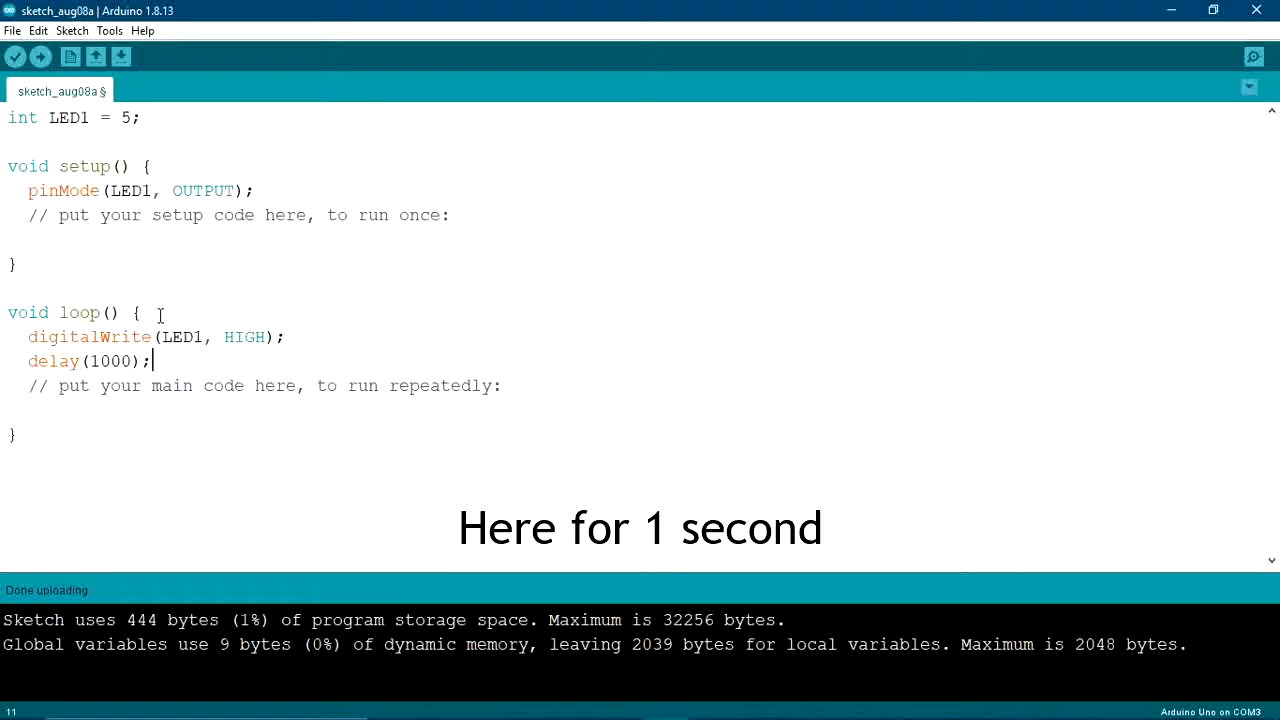 sketch_aug08a | Arduino 1.8.13
File Edit Sketch Tools Help
sketch_aug08a §
int LED1 = 5;
void setup() {
pinMode(LED1, OUTPUT);
// put your setup code here, to run once:
}
void loop() {
digitalWrite(LED1, HIGH);
delay(1000);
// put your main code here, to run repeatedly:
}
Here for 1 second
Done uploading
Sketch uses 444 bytes (1%) of program storage space. Maximum is 32256 bytes.
Global variables use 9 bytes (0%) of dynamic memory, leaving 2039 bytes for local variables. Maximum is 2048 bytes.
11 Arduino Uno on COM3